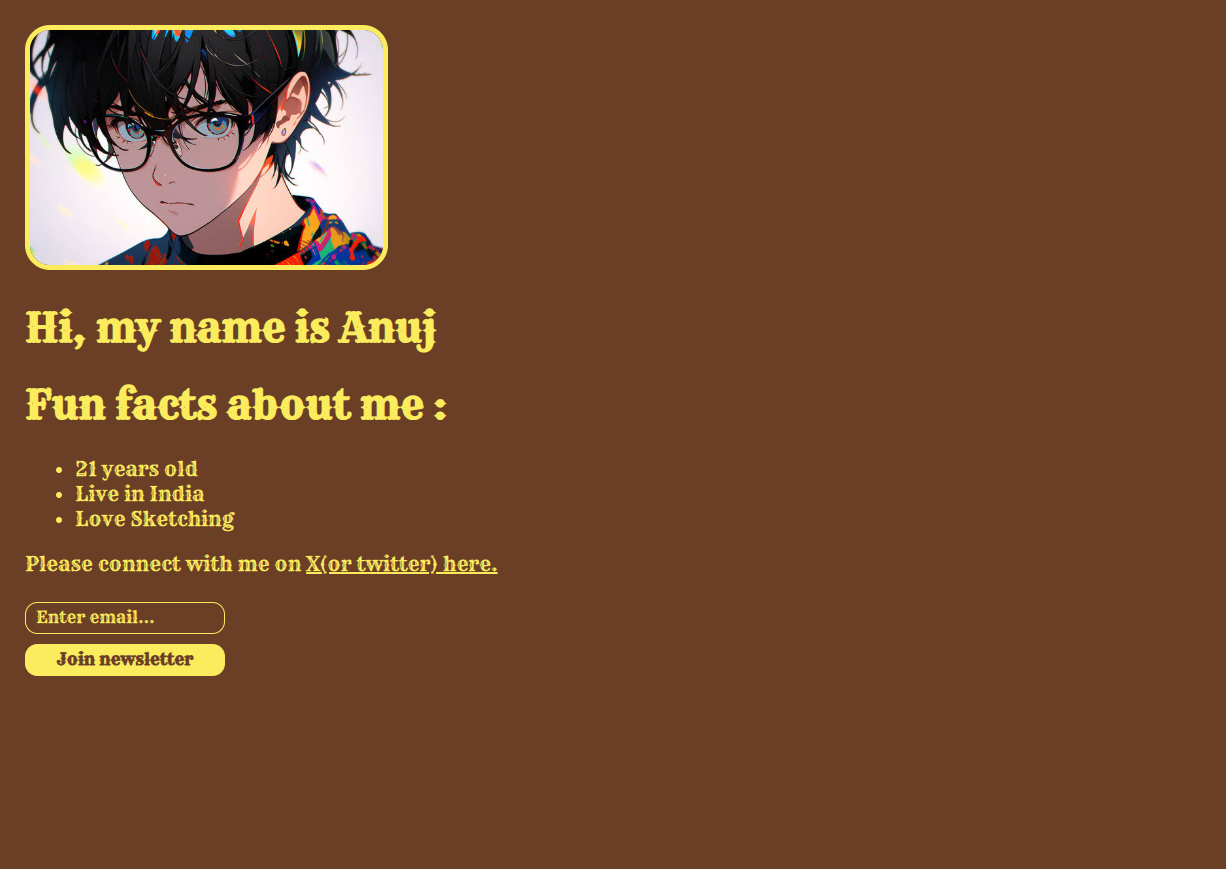 Hi, my name is Anuj
Fun facts about me :
• 21 years old
• Live in India
• Love Sketching
Please connect with me on X(or twitter) here.
Enter email...
Join newsletter